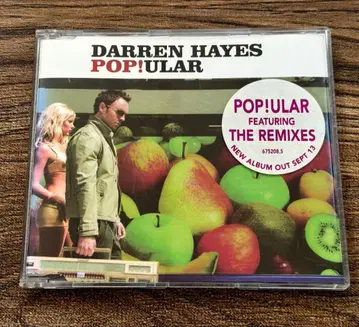 DARREN HAYES
POP!ULAR
POP!ULAR
FEATURING
THE REMIXES
675208.5
NEW ALBUM OUT SEPT 13